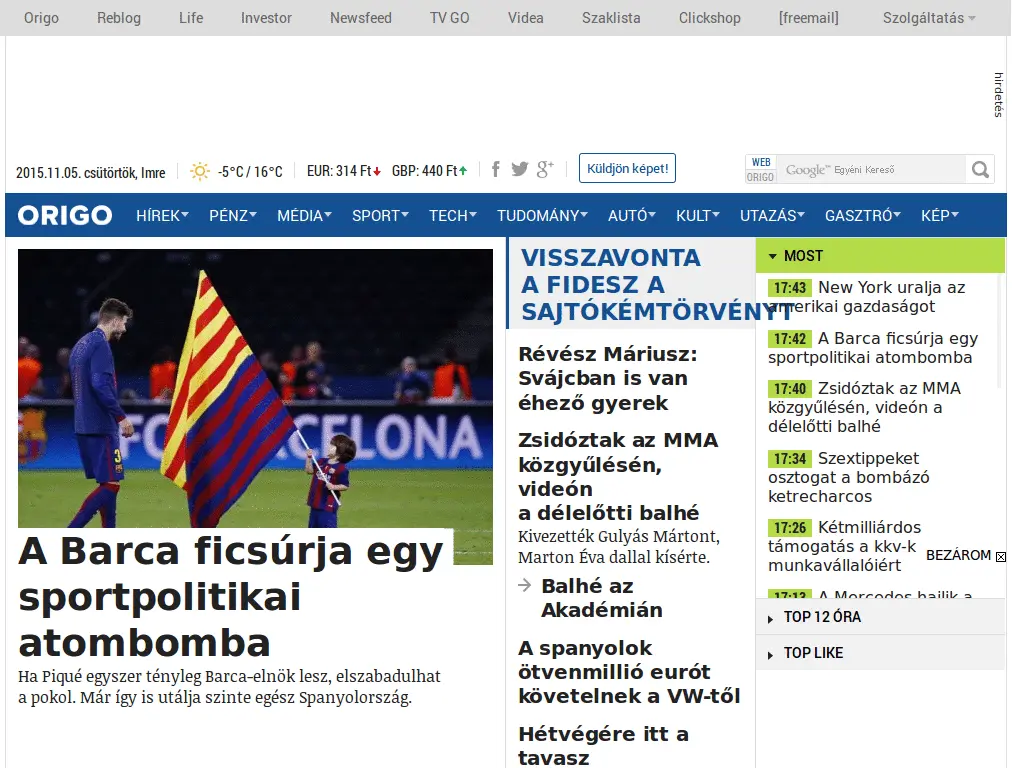 Origo Reblog Life Investor Newsfeed TV GO Videa Szaklista Clickshop [freemail] Szolgáltatás
hirdetés
2015.11.05. csütörtök, Imre -5°C / 16°C EUR: 314 Ft GBP: 440 Ft Küldjön képet!
WEB
ORIGO
Google™ Egyéni Kereső
ORIGO HÍREK PÉNZ MÉDIA SPORT TECH TUDOMÁNY AUTÓ KULT UTAZÁS GASZTRÓ KÉP
FC BARCELONA
A Barca ficsúrja egy
sportpolitikai
atombomba
Ha Piqué egyszer tényleg Barca-elnök lesz, elszabadulhat
a pokol. Már így is utálja szinte egész Spanyolország.
VISSZAVONTA
A FIDESZ A
SAJTÓKÉMTÖRVÉNYT
Révész Máriusz:
Svájcban is van
éhező gyerek
Zsidóztak az MMA
közgyűlésén,
videón
a délelőtti balhé
Kivezették Gulyás Mártont,
Marton Éva dallal kísérte.
Balhé az
Akadémián
A spanyolok
ötvenmillió eurót
követelnek a VW-től
Hétvégére itt a
tavasz
MOST
17:43 New York uralja az
amerikai gazdaságot
17:42 A Barca ficsúrja egy
sportpolitikai atombomba
17:40 Zsidóztak az MMA
közgyűlésén, videón a
délelőtti balhé
17:34 Szextippeket
osztogat a bombázó
ketrecharcos
17:26 Kétmilliárdos
támogatás a kkv-k
munkavállalóiért
BEZÁROM
17:13 A Mercedes hajlik a
TOP 12 ÓRA
TOP LIKE